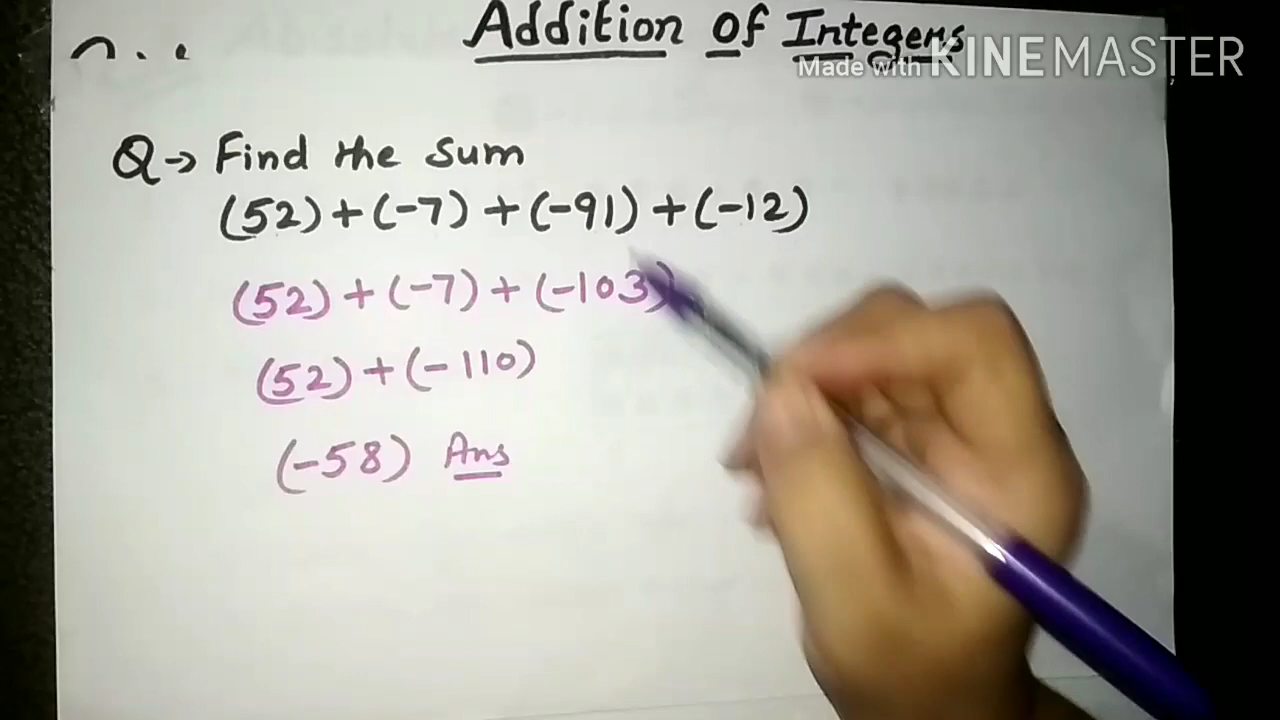 Addition of Integers
Made with KINEMASTER
Q→ Find the sum
(52)+(-7)+(-91)+(-12)
(52)+(-7)+(-103)
(52)+(-110)
(-58) Ans